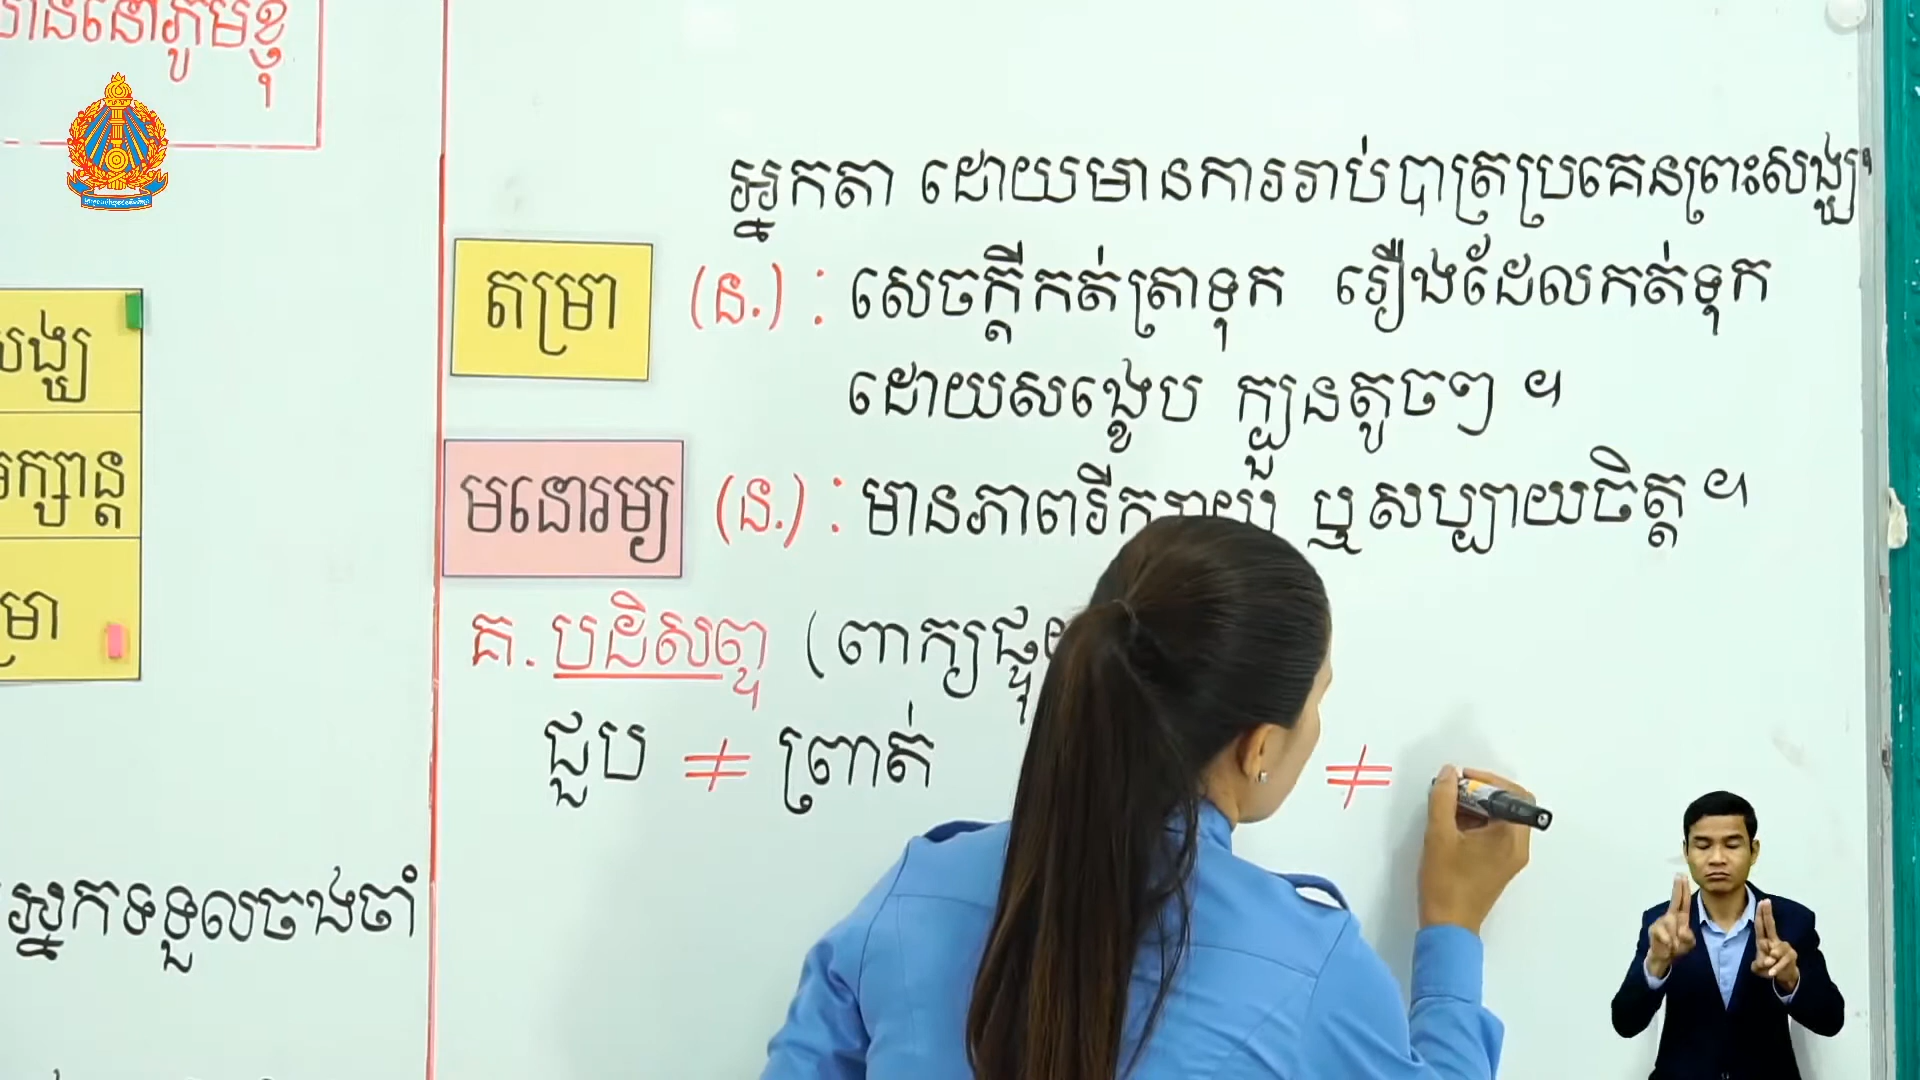 នៅភូមិខ្ញុំ
អ្នកតា ដោយមានការរាប់បាត្រប្រគេនព្រះសង្ឃ។
តម្រា (ន.) : សេចក្តីកត់ត្រាទុក រឿងដែលកត់ទុក
ដោយសង្ខេប ក្បួនតូចៗ ។
មនោរម្យ (ន.) : មានភាពរីករាយ ឬសប្បាយចិត្ត ។
គ. បដិសព្ទ (ពាក្យផ្ទុយ
ជួប ≠ ព្រាត់ ≠
សង្ឃ
ក្សាន្ត
ម្រា
អ្នកទទួលចងចាំ